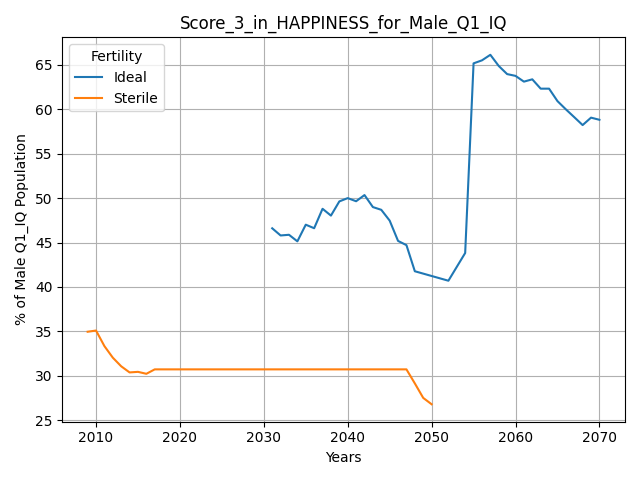 Score_3_in_HAPPINESS_for_Male_Q1_IQ
Fertility
Ideal
Sterile
% of Male Q1_IQ Population
65
60
55
50
45
40
35
30
25
2010 2020 2030 2040 2050 2060 2070
Years